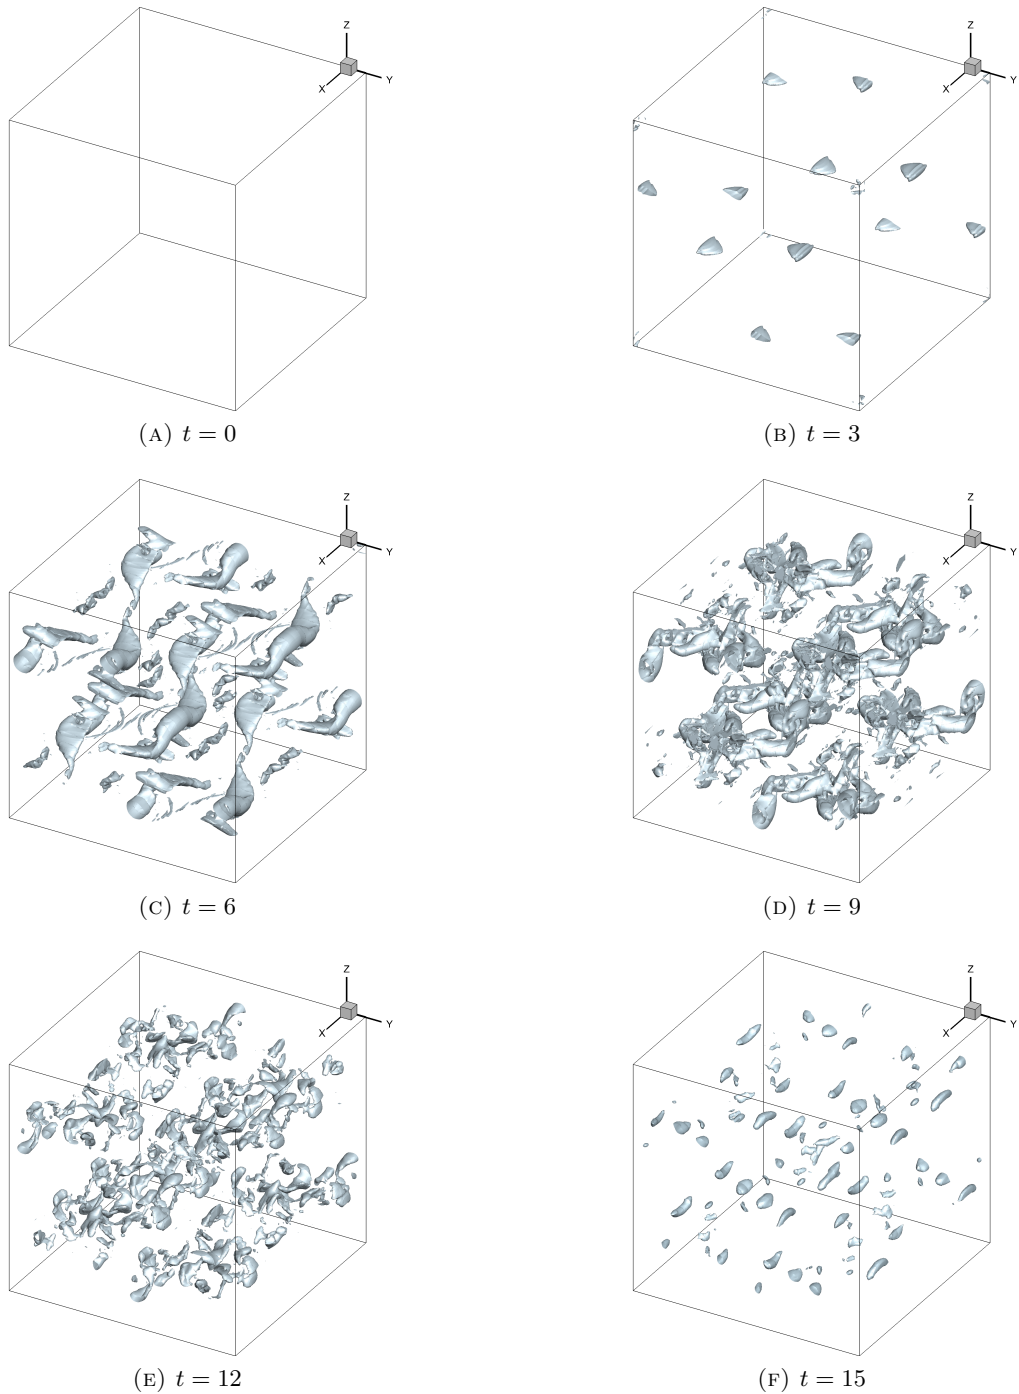 Z
X
Y
Z
X
Y
(A) t = 0
(B) t = 3
Z
X
Y
Z
X
Y
(C) t = 6
(D) t = 9
Z
X
Y
Z
X
Y
(E) t = 12
(F) t = 15